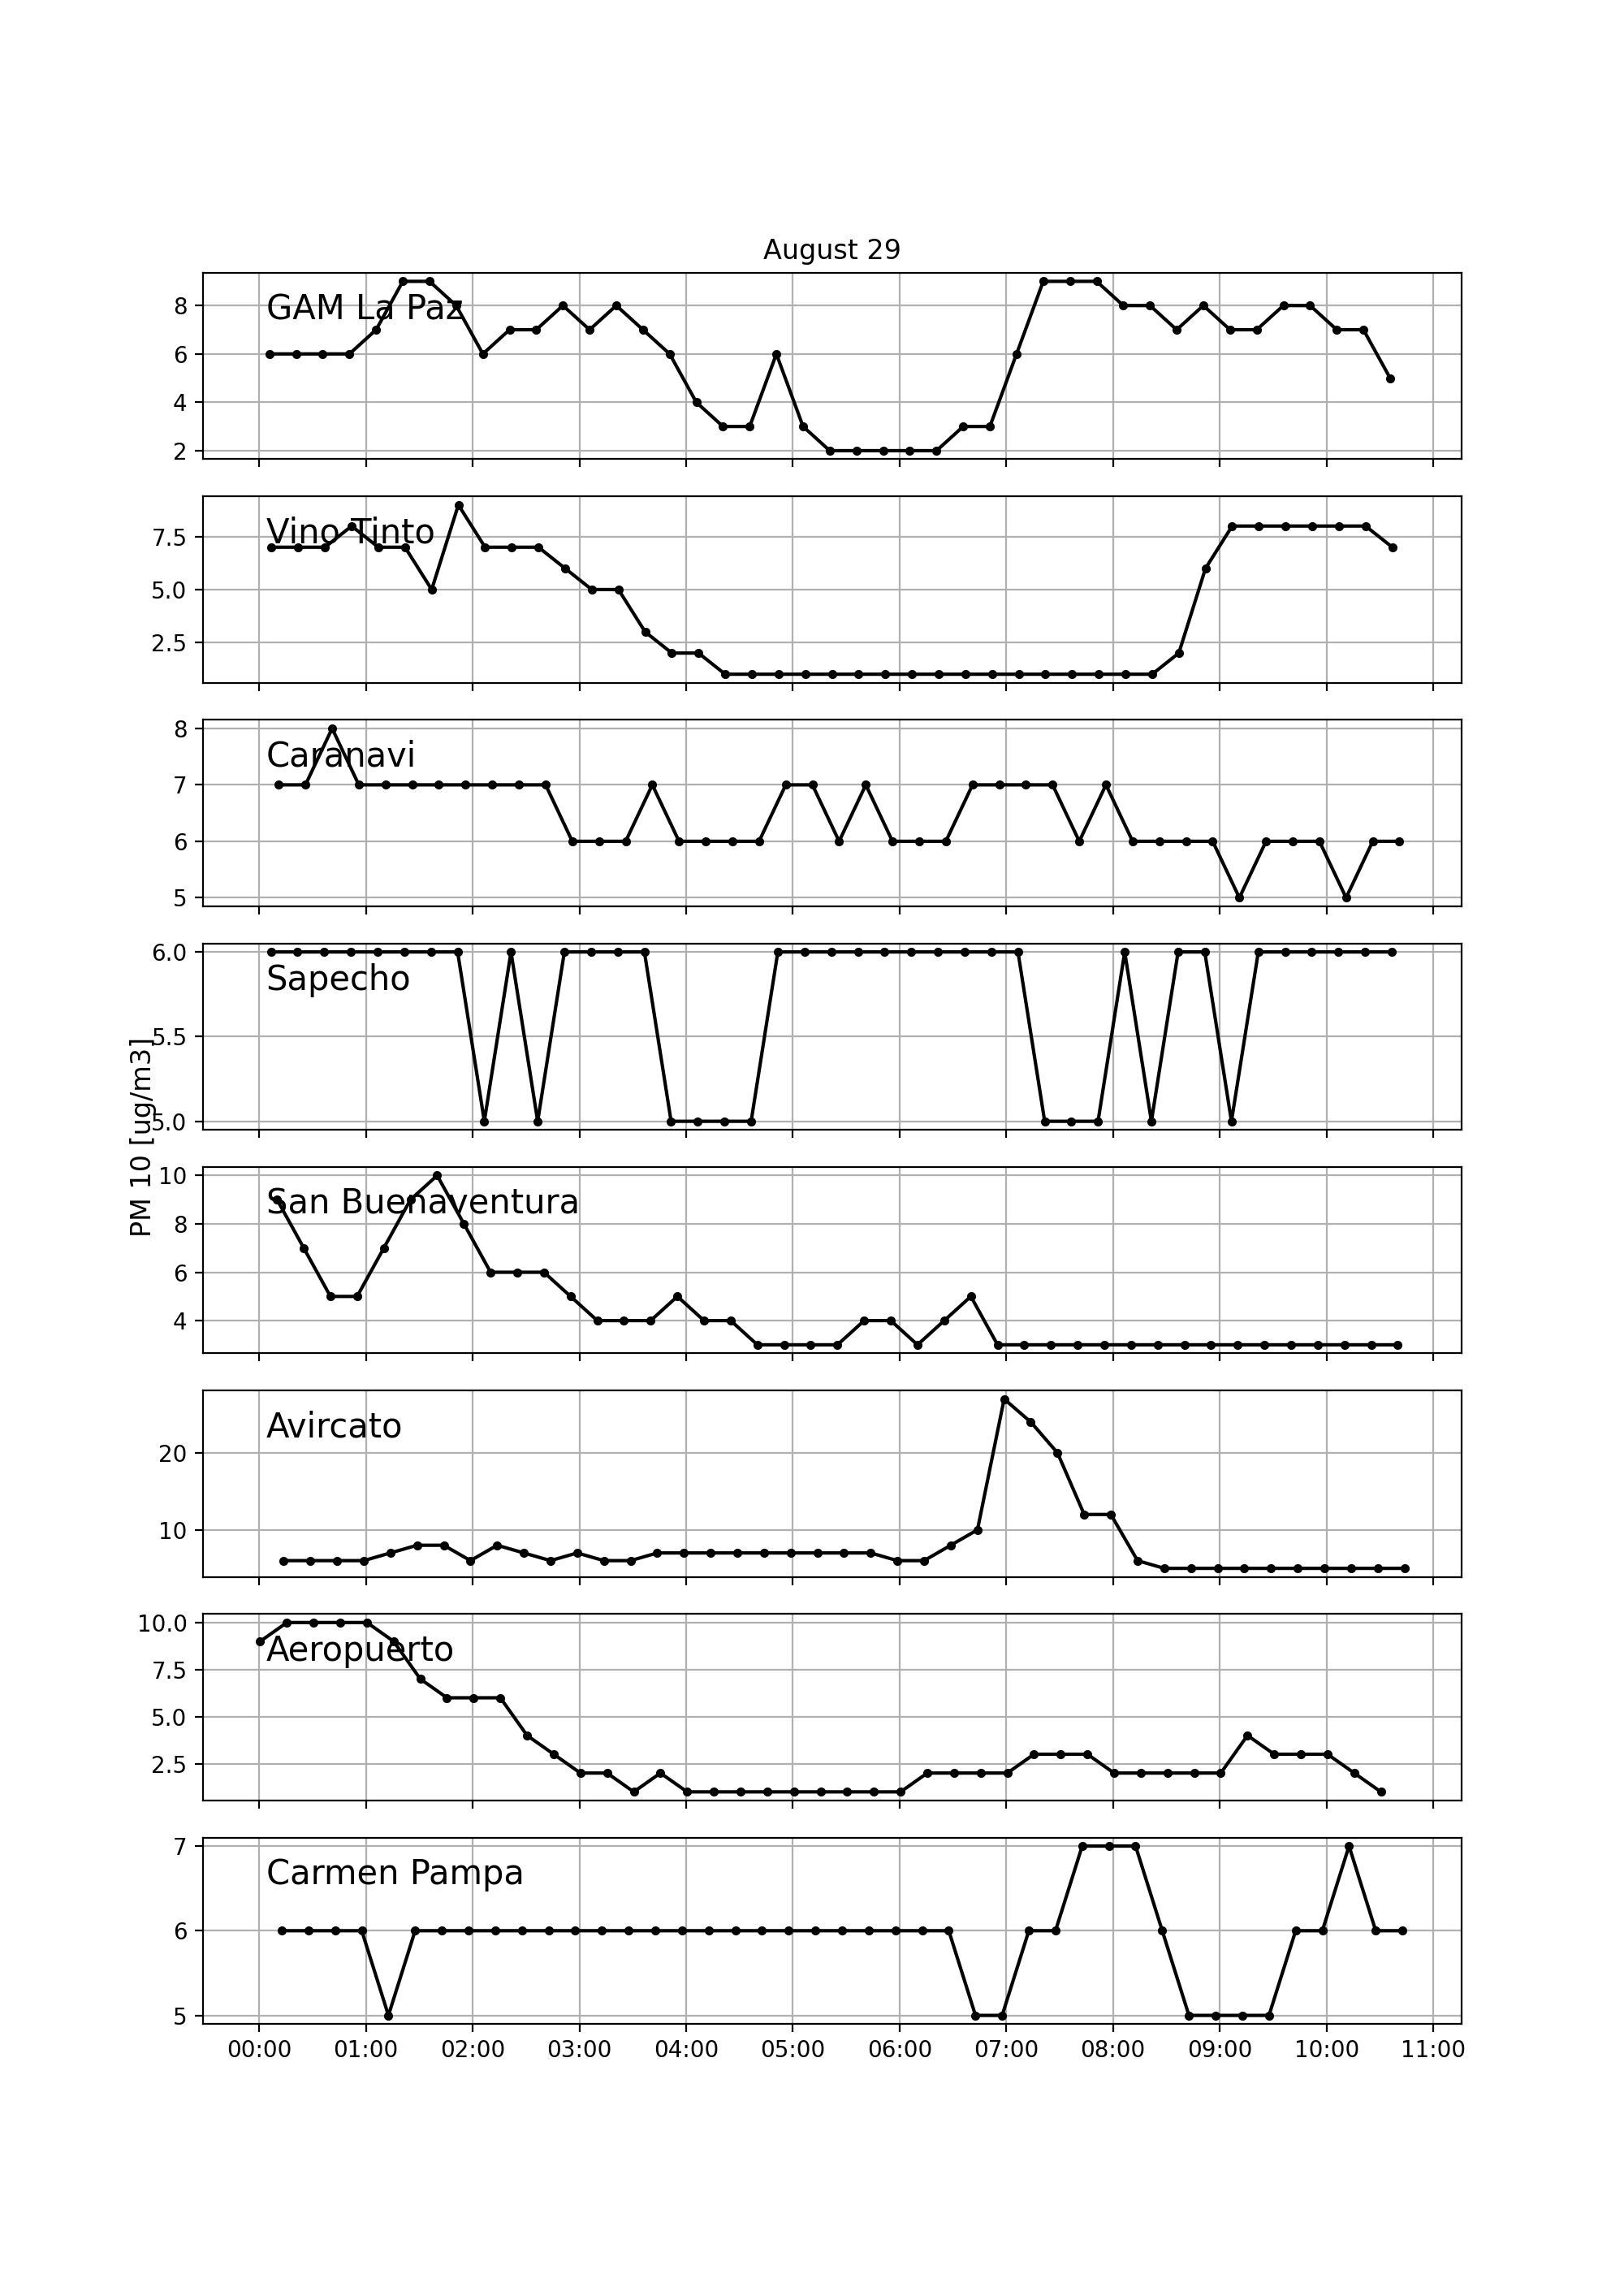 August 29
GAM La Paz
8
6
4
2
Vino Tinto
7.5
5.0
2.5
Caranavi
8
7
6
5
Sapecho
6.0
5.5
5.0
PM 10 [ug/m3]
San Buenaventura
10
8
6
4
Avircato
20
10
Aeropuerto
10.0
7.5
5.0
2.5
Carmen Pampa
7
6
5
00:00 01:00 02:00 03:00 04:00 05:00 06:00 07:00 08:00 09:00 10:00 11:00